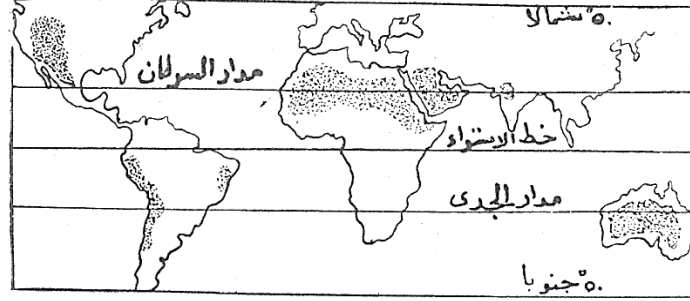 ٥٠° شمالا
مدار السرطان
خط الاستواء
مدار الجدى
٥٠° جنوبا